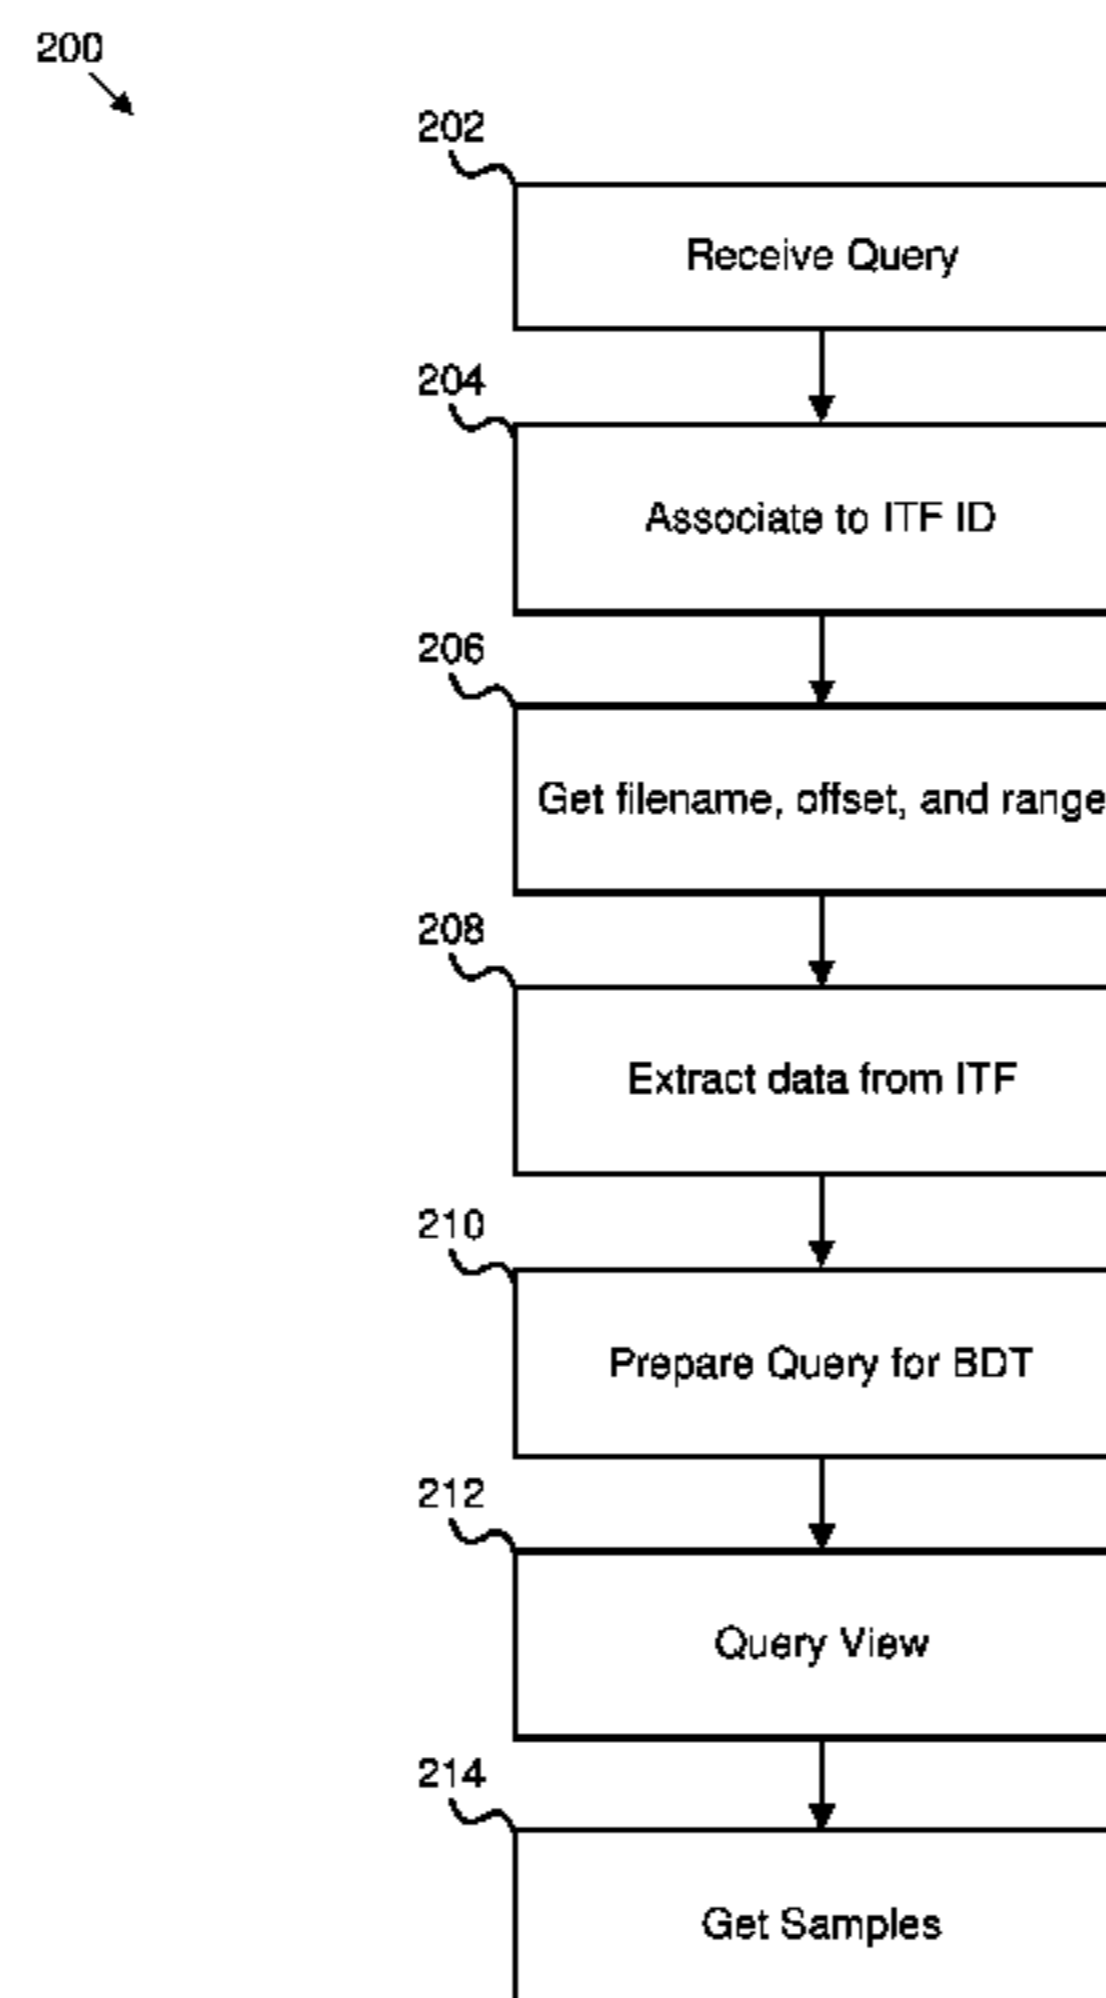 200
202
Receive Query
204
Associate to ITF ID
206
Get filename, offset, and range
208
Extract data from ITF
210
Prepare Query for BDT
212
Query View
214
Get Samples